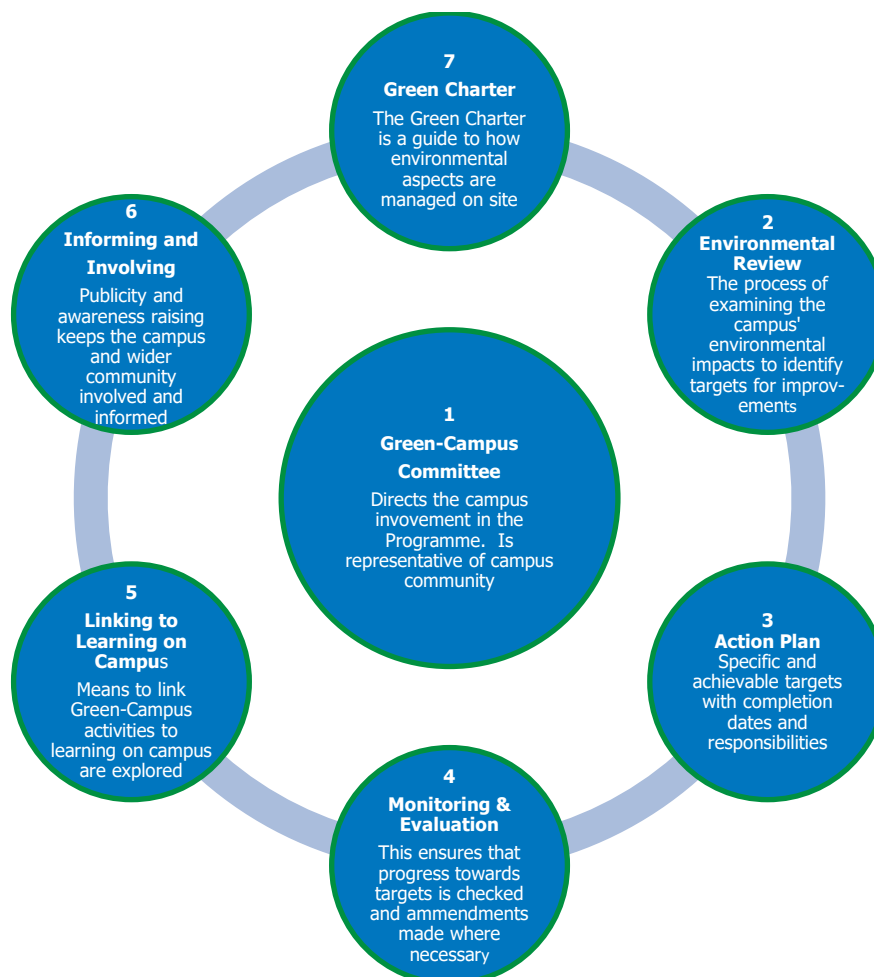 7
Green Charter
The Green Charter
is a guide to how
environmental
aspects are
managed on site
6
Informing and
Involving
Publicity and
awareness raising
keeps the campus
and wider
community
involved and
informed
2
Environmental
Review
The process of
examining the
campus'
environmental
impacts to identify
targets for improv-
ements
1
Green-Campus
Committee
Directs the campus
invovement in the
Programme.  Is
representative of campus
community
5
Linking to
Learning on
Campus
Means to link
Green-Campus
activities to
learning on campus
are explored
3
Action Plan
Specific and
achievable targets
with completion
dates and
responsibilities
4
Monitoring &
Evaluation
This ensures that
progress towards
targets is checked
and ammendments
made where
necessary